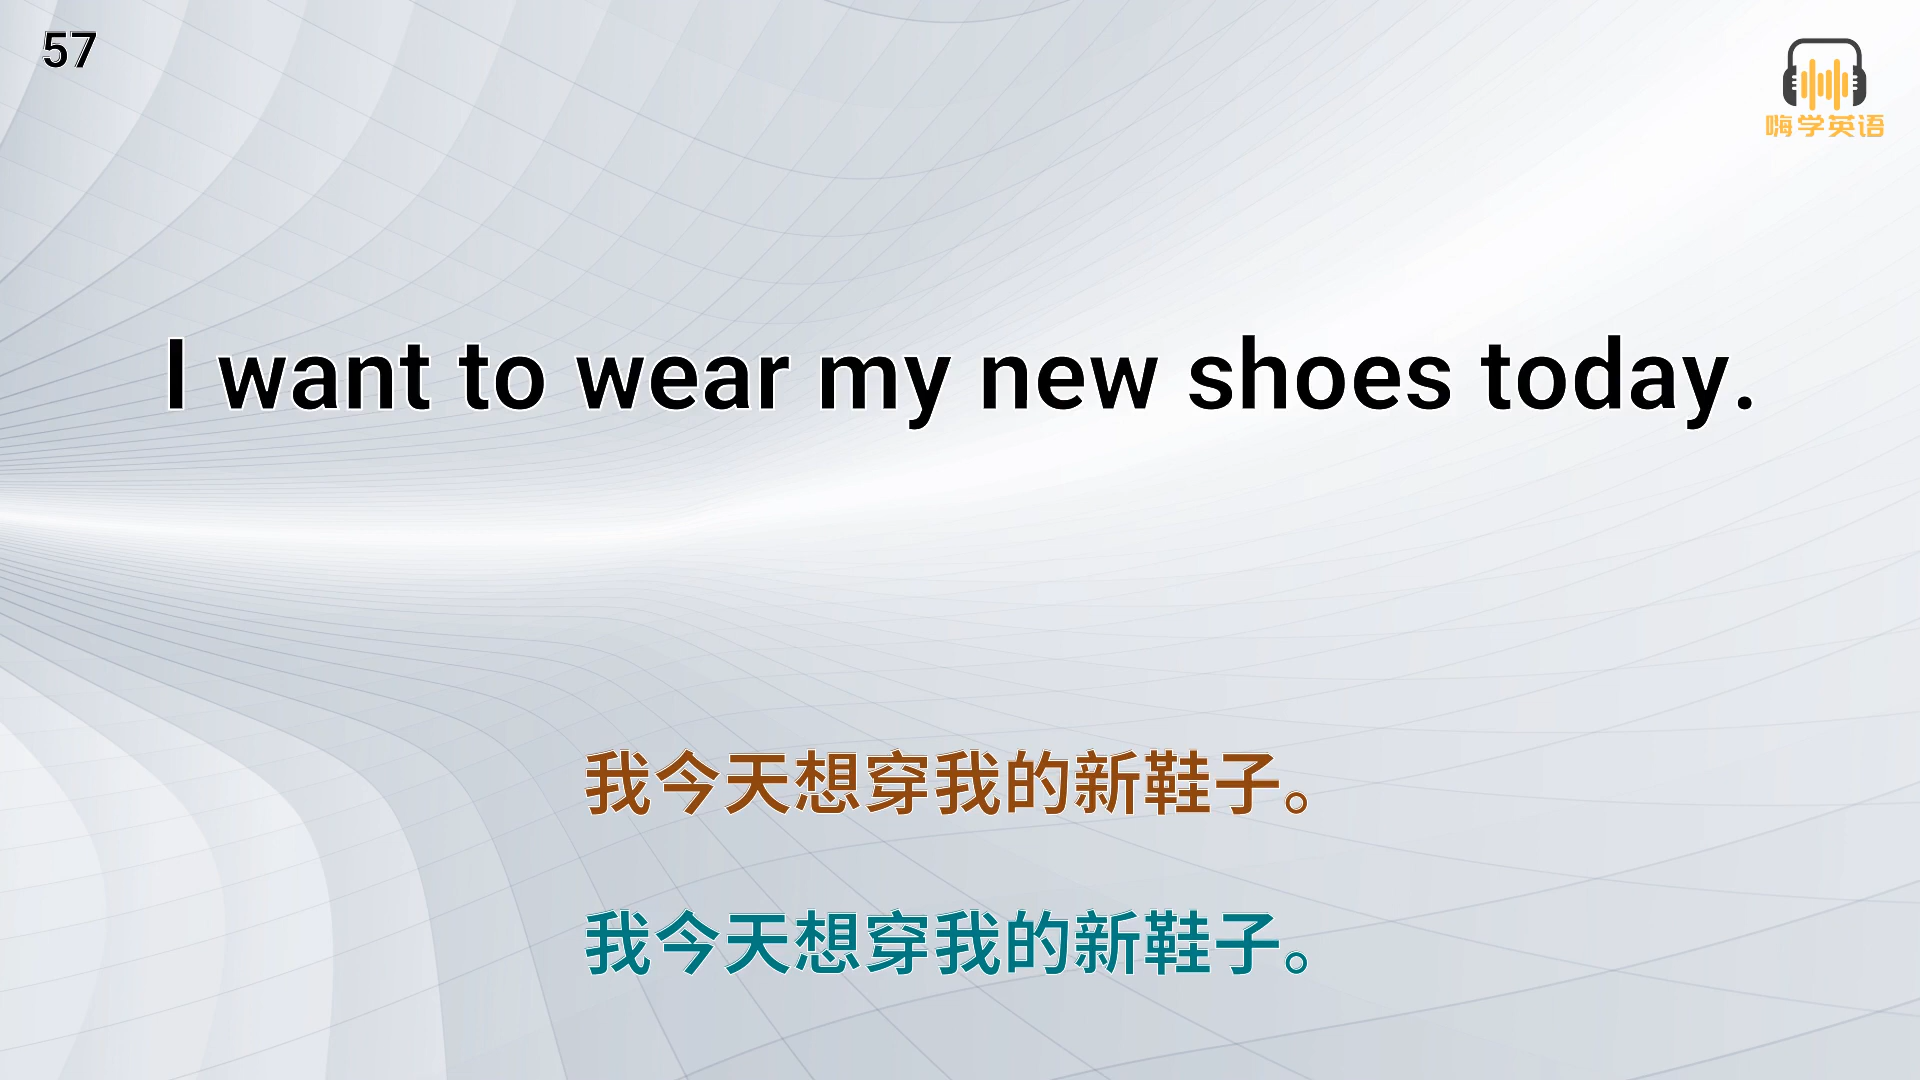 57
嗨学英语
I want to wear my new shoes today.
我今天想穿我的新鞋子。
我今天想穿我的新鞋子。